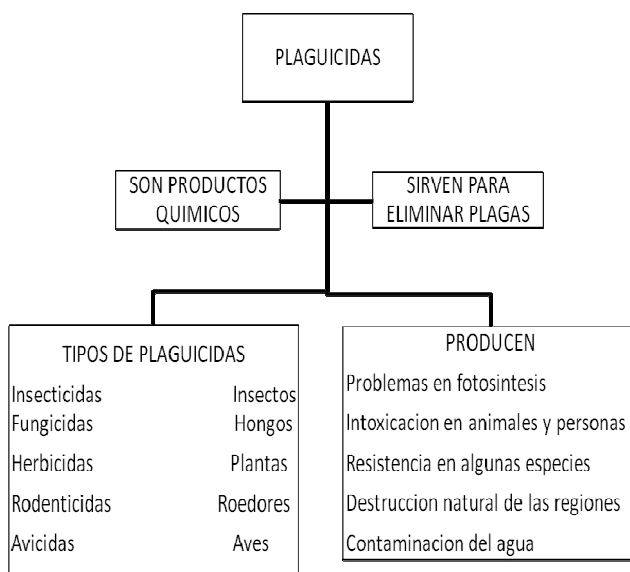 PLAGUICIDAS
SON PRODUCTOS
QUIMICOS
SIRVEN PARA
ELIMINAR PLAGAS
TIPOS DE PLAGUICIDAS
Insecticidas Insectos
Fungicidas Hongos
Herbicidas Plantas
Rodenticidas Roedores
Avicidas Aves
PRODUCEN
Problemas en fotosintesis
Intoxicacion en animales y personas
Resistencia en algunas especies
Destruccion natural de las regiones
Contaminacion del agua